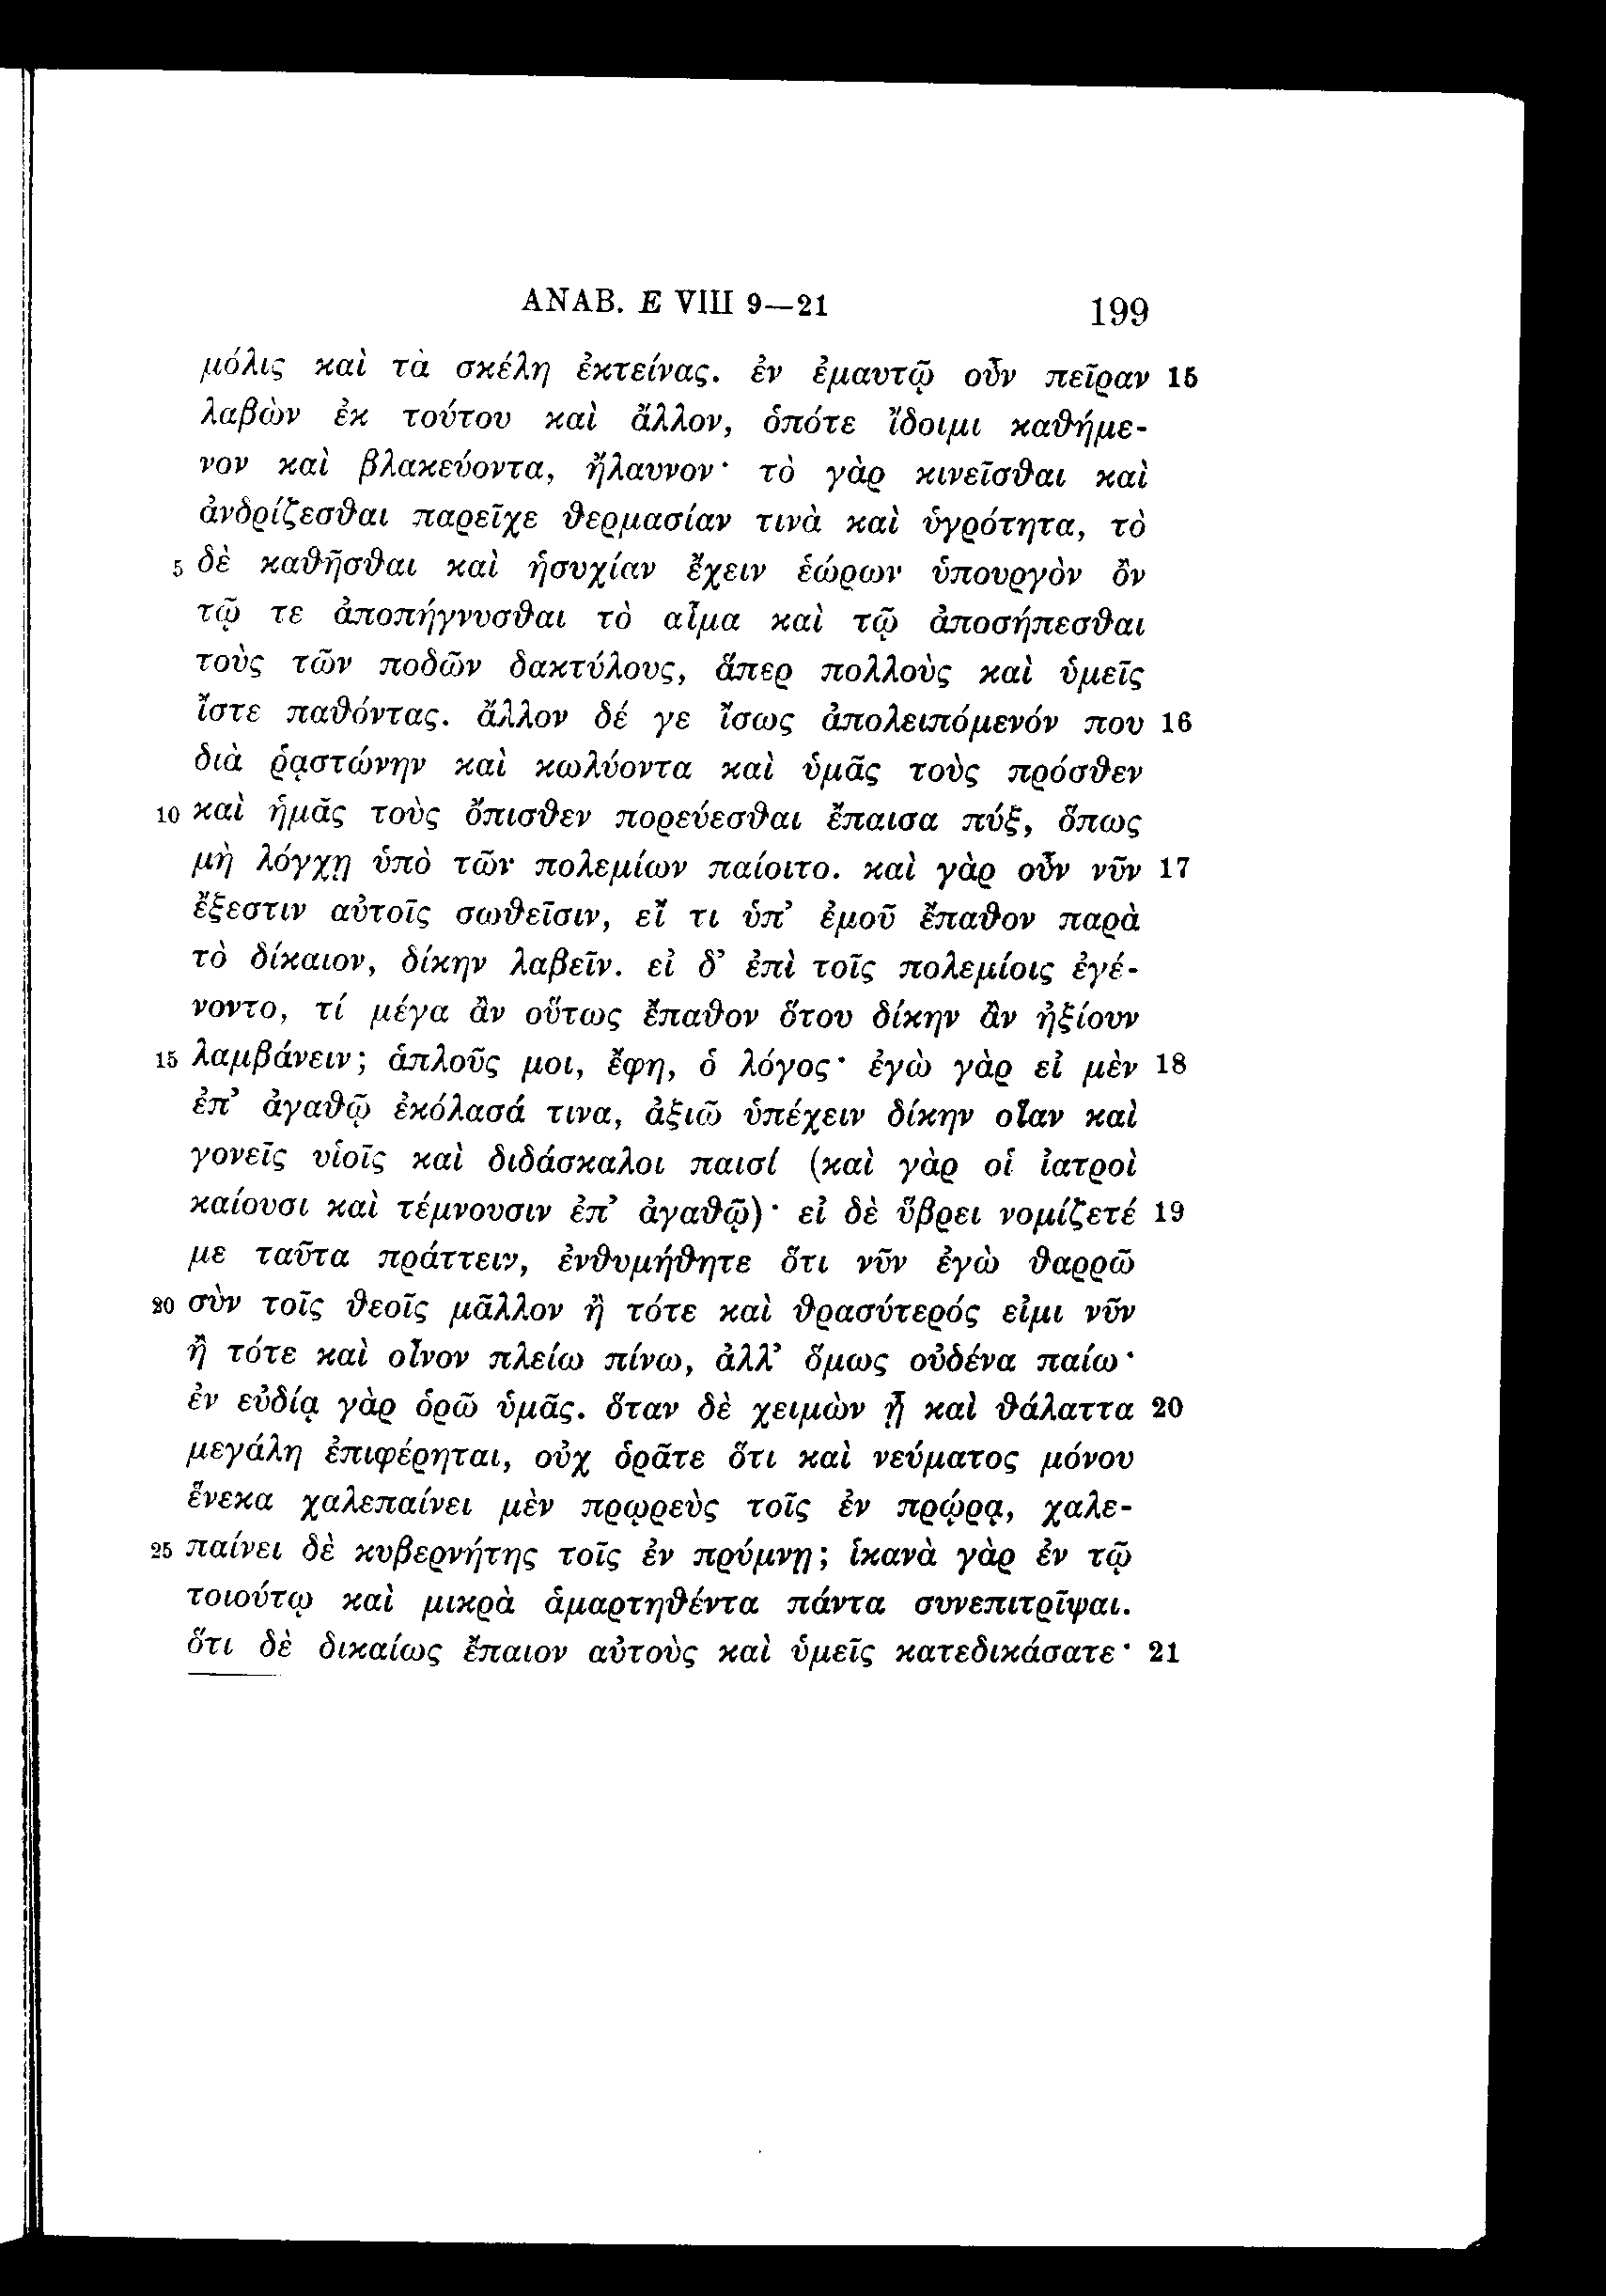 ΑΝΑΒ. Ε VIII 9—21 199
μόλις καὶ τὰ σκέλη ἐκτείνας. ἐν ἐμαυτῷ οὖν πεῖραν 15
λαβὼν ἐκ τούτου καὶ ἄλλον, ὁπότε ἴδοιμι καθήμε-
νον καὶ βλακεύοντα, ἤλαυνον· τὸ γὰρ κινεῖσθαι καὶ
ἀνδρίζεσθαι παρεῖχε θερμασίαν τινὰ καὶ ὑγρότητα, τὸ
5 δὲ καθῆσθαι καὶ ἡσυχίαν ἔχειν ἑώρων ὑπουργὸν ὂν
τῷ τε ἀποπήγνυσθαι τὸ αἷμα καὶ τῷ ἀποσήπεσθαι
τοὺς τῶν ποδῶν δακτύλους, ἅπερ πολλοὺς καὶ ὑμεῖς
ἴστε παθόντας. ἄλλον δέ γε ἴσως ἀπολειπόμενόν που 16
διὰ ῥᾳστώνην καὶ κωλύοντα καὶ ὑμᾶς τοὺς πρόσθεν
10 καὶ ἡμᾶς τοὺς ὄπισθεν πορεύεσθαι ἔπαισα πύξ, ὅπως
μὴ λόγχῃ ὑπὸ τῶν πολεμίων παίοιτο. καὶ γὰρ οὖν νῦν 17
ἔξεστιν αὐτοῖς σωθεῖσιν, εἴ τι ὑπ’ ἐμοῦ ἔπαθον παρὰ
τὸ δίκαιον, δίκην λαβεῖν. εἰ δ’ ἐπὶ τοῖς πολεμίοις ἐγέ-
νοντο, τί μέγα ἂν οὕτως ἔπαθον ὅτου δίκην ἂν ἠξίουν
15 λαμβάνειν; ἁπλοῦς μοι, ἔφη, ὁ λόγος· ἐγὼ γὰρ εἰ μὲν 18
ἐπ’ ἀγαθῷ ἐκόλασά τινα, ἀξιῶ ὑπέχειν δίκην οἵαν καὶ
γονεῖς υἱοῖς καὶ διδάσκαλοι παισί (καὶ γὰρ οἱ ἰατροὶ
καίουσι καὶ τέμνουσιν ἐπ’ ἀγαθῷ)· εἰ δὲ ὕβρει νομίζετέ 19
με ταῦτα πράττειν, ἐνθυμήθητε ὅτι νῦν ἐγὼ θαρρῶ
20 σὺν τοῖς θεοῖς μᾶλλον ἢ τότε καὶ θρασύτερός εἰμι νῦν
ἢ τότε καὶ οἶνον πλείω πίνω, ἀλλ’ ὅμως οὐδένα παίω·
ἐν εὐδίᾳ γὰρ ὁρῶ ὑμᾶς. ὅταν δὲ χειμὼν ᾖ καὶ θάλαττα 20
μεγάλη ἐπιφέρηται, οὐχ ὁρᾶτε ὅτι καὶ νεύματος μόνου
ἕνεκα χαλεπαίνει μὲν πρῳρεὺς τοῖς ἐν πρῴρᾳ, χαλε-
25 παίνει δὲ κυβερνήτης τοῖς ἐν πρύμνῃ; ἱκανὰ γὰρ ἐν τῷ
τοιούτῳ καὶ μικρὰ ἁμαρτηθέντα πάντα συνεπιτρῖψαι.
ὅτι δὲ δικαίως ἔπαιον αὐτοὺς καὶ ὑμεῖς κατεδικάσατε· 21